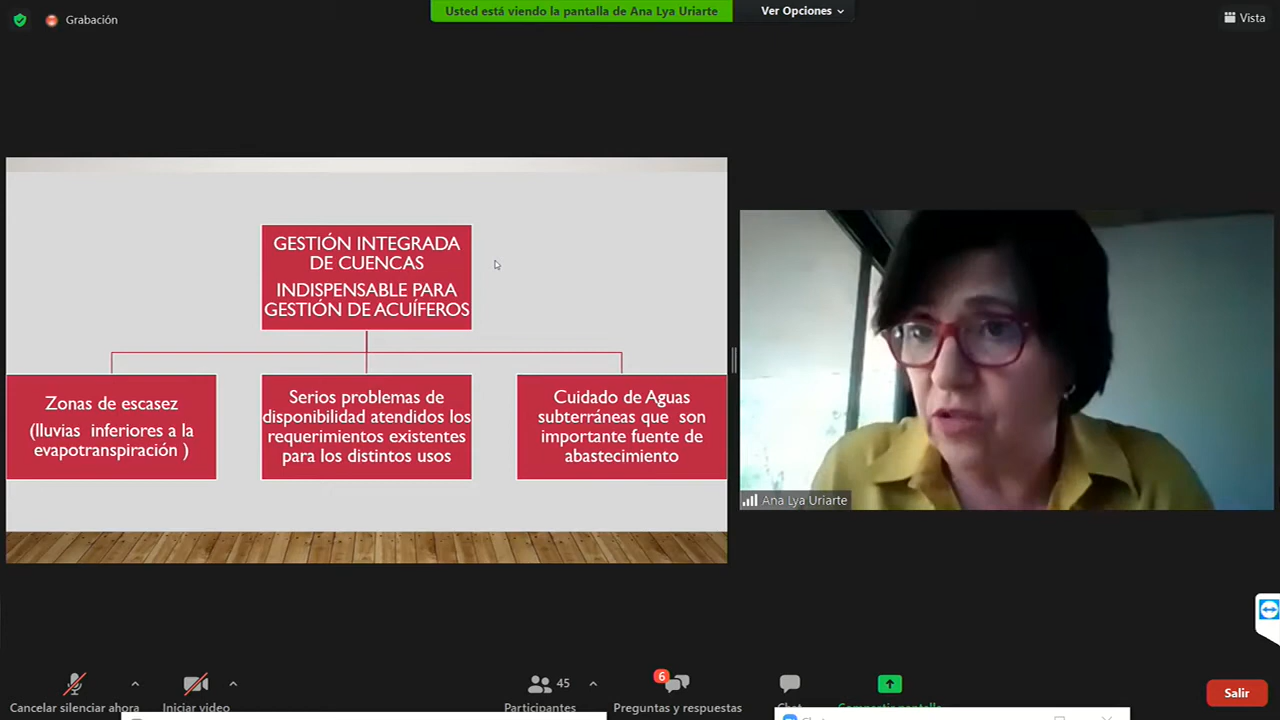 Grabación
Usted está viendo la pantalla de Ana Lya Uriarte
Ver Opciones
Vista
GESTIÓN INTEGRADA
DE CUENCAS
INDISPENSABLE PARA
GESTIÓN DE ACUÍFEROS
Zonas de escasez
(lluvias inferiores a la
evapotranspiración )
Serios problemas de
disponibilidad atendidos los
requerimientos existentes
para los distintos usos
Cuidado de Aguas
subterráneas que son
importante fuente de
abastecimiento
Ana Lya Uriarte
Cancelar silenciar ahora
Iniciar video
45
Participantes
6
Preguntas y respuestas
Chat
Compartir pantalla
Salir